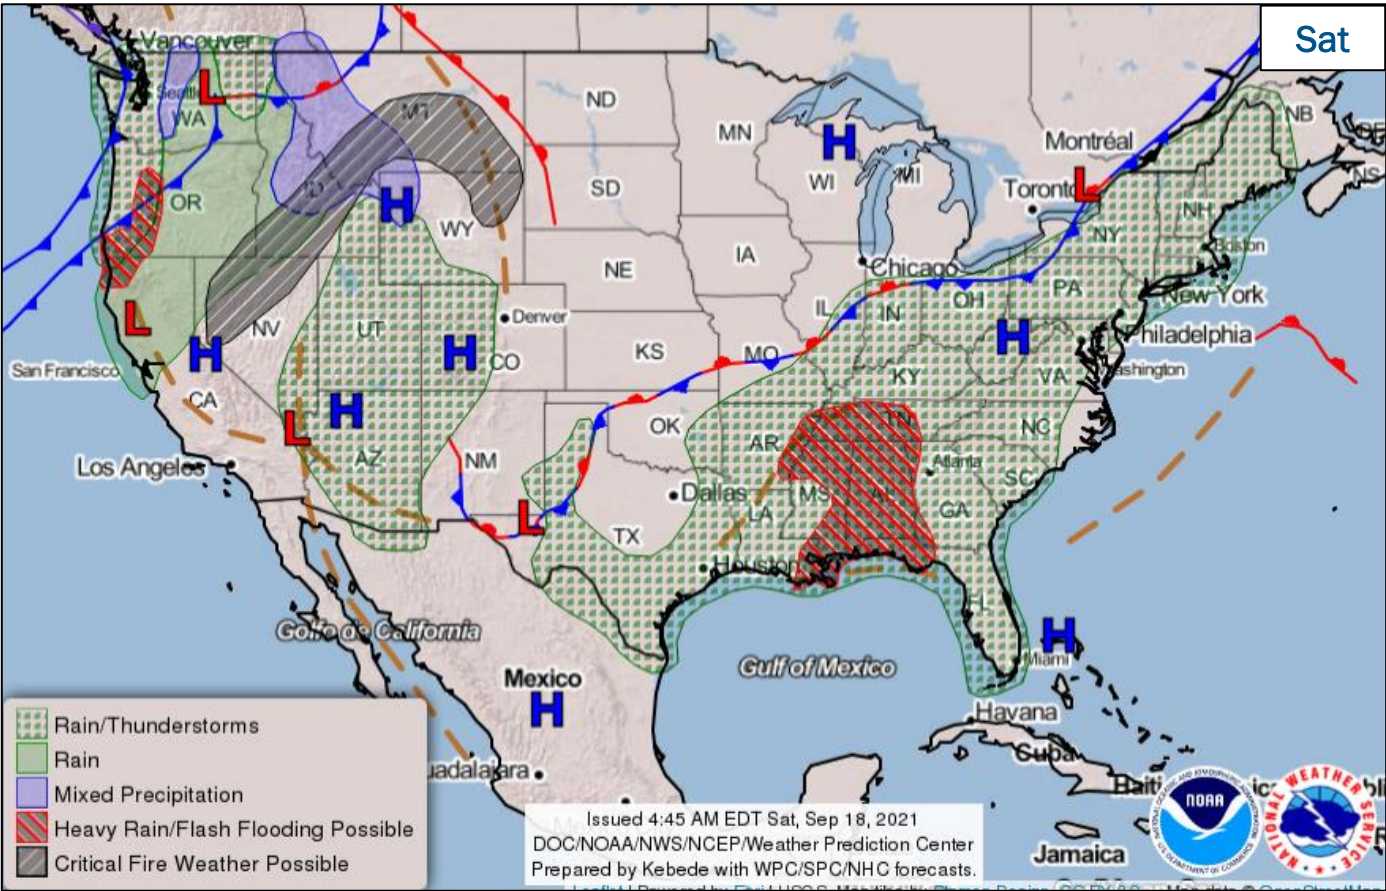 Sat
Vancouver
Seattle
WA
MT
ND
MN
Montréal
NB
OR
ID
SD
WI
MI
Toronto
NS
WY
NH
NY
Boston
NE
IA
Chicago
New York
NV
UT
Denver
CO
IL
IN
OH
PA
Philadelphia
San Francisco
KS
MO
Washington
CA
KY
VA
Los Angeles
AZ
NM
OK
AR
TN
NC
Atlanta
SC
Dallas
MS
AL
GA
LA
TX
Houston
FL
Golfo de California
Gulf of Mexico
Miami
Mexico
Havana
Cuba
uadalajara
Haiti
Jamaica
H
H
H
H
H
H
H
H
H
L
L
L
L
L
Rain/Thunderstorms
Rain
Mixed Precipitation
Heavy Rain/Flash Flooding Possible
Critical Fire Weather Possible
Issued 4:45 AM EDT Sat, Sep 18, 2021
DOC/NOAA/NWS/NCEP/Weather Prediction Center
Prepared by Kebede with WPC/SPC/NHC forecasts.
NOAA
NATIONAL WEATHER SERVICE